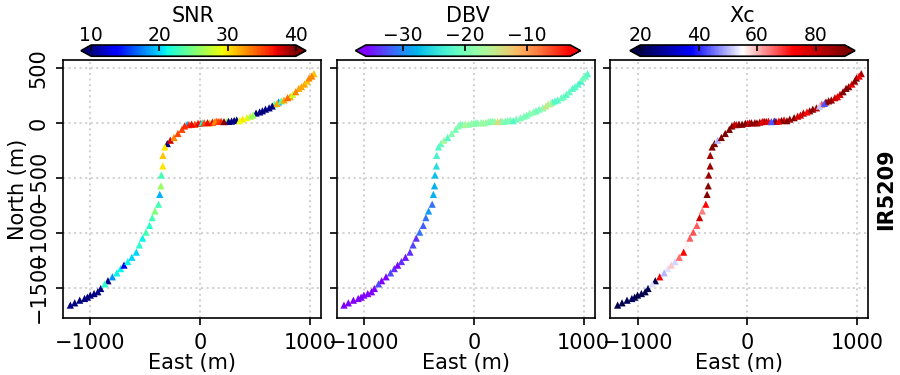 SNR DBV Xc
10 20 30 40 −30 −20 −10 20 40 60 80
500
0
−500
−1000
−1500
North (m)
IR5209
−1000 0 1000 −1000 0 1000 −1000 0 1000
East (m) East (m) East (m)